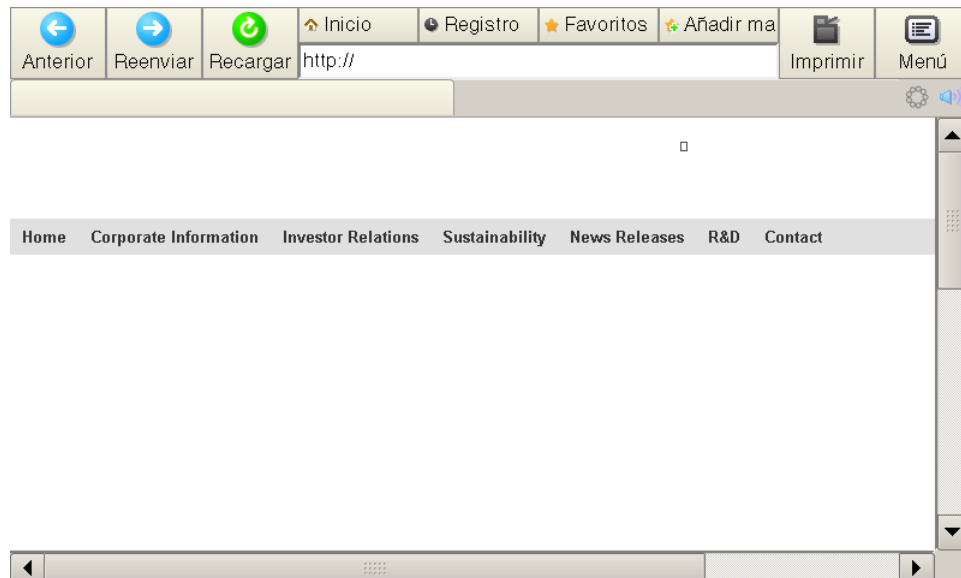 Inicio Registro Favoritos Añadir ma
Anterior Reenviar Recargar http:// Imprimir Menú
Home Corporate Information Investor Relations Sustainability News Releases R&D Contact